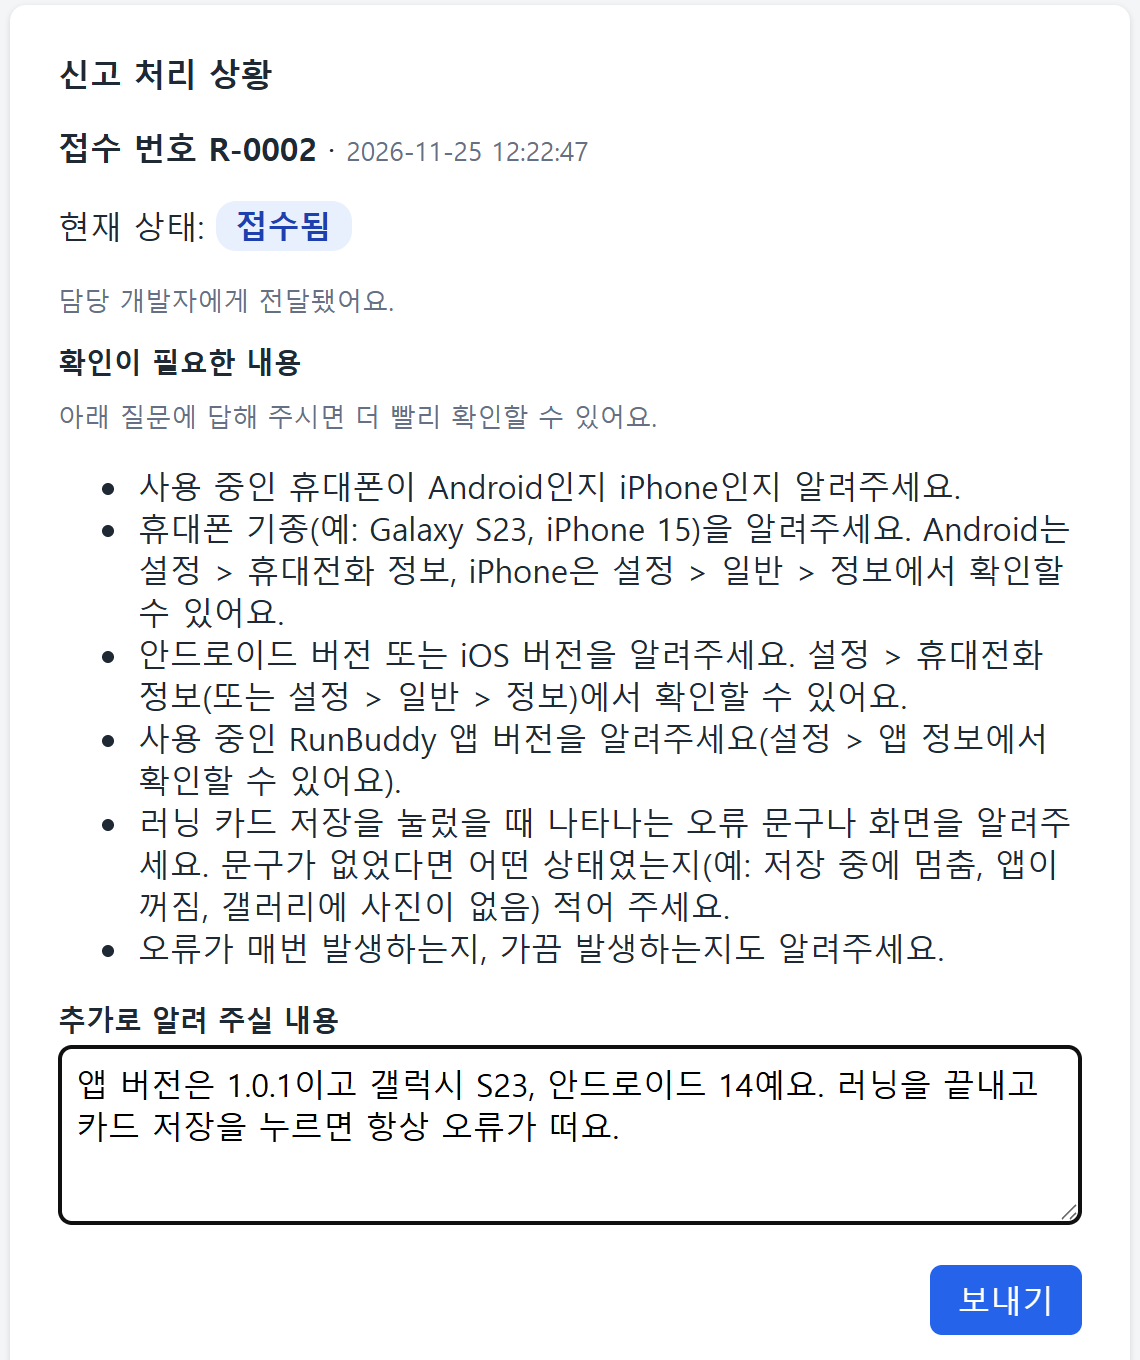 신고 처리 상황
접수 번호 R-0002 · 2026-11-25 12:22:47
현재 상태: 접수됨
담당 개발자에게 전달됐어요.
확인이 필요한 내용
아래 질문에 답해 주시면 더 빨리 확인할 수 있어요.
• 사용 중인 휴대폰이 Android인지 iPhone인지 알려주세요.
• 휴대폰 기종(예: Galaxy S23, iPhone 15)을 알려주세요. Android는
설정 > 휴대전화 정보, iPhone은 설정 > 일반 > 정보에서 확인할
수 있어요.
• 안드로이드 버전 또는 iOS 버전을 알려주세요. 설정 > 휴대전화
정보(또는 설정 > 일반 > 정보)에서 확인할 수 있어요.
• 사용 중인 RunBuddy 앱 버전을 알려주세요(설정 > 앱 정보에서
확인할 수 있어요).
• 러닝 카드 저장을 눌렀을 때 나타나는 오류 문구나 화면을 알려주
세요. 문구가 없었다면 어떤 상태였는지(예: 저장 중에 멈춤, 앱이
꺼짐, 갤러리에 사진이 없음) 적어 주세요.
• 오류가 매번 발생하는지, 가끔 발생하는지도 알려주세요.
추가로 알려 주실 내용
앱 버전은 1.0.1이고 갤럭시 S23, 안드로이드 14예요. 러닝을 끝내고
카드 저장을 누르면 항상 오류가 떠요.
보내기